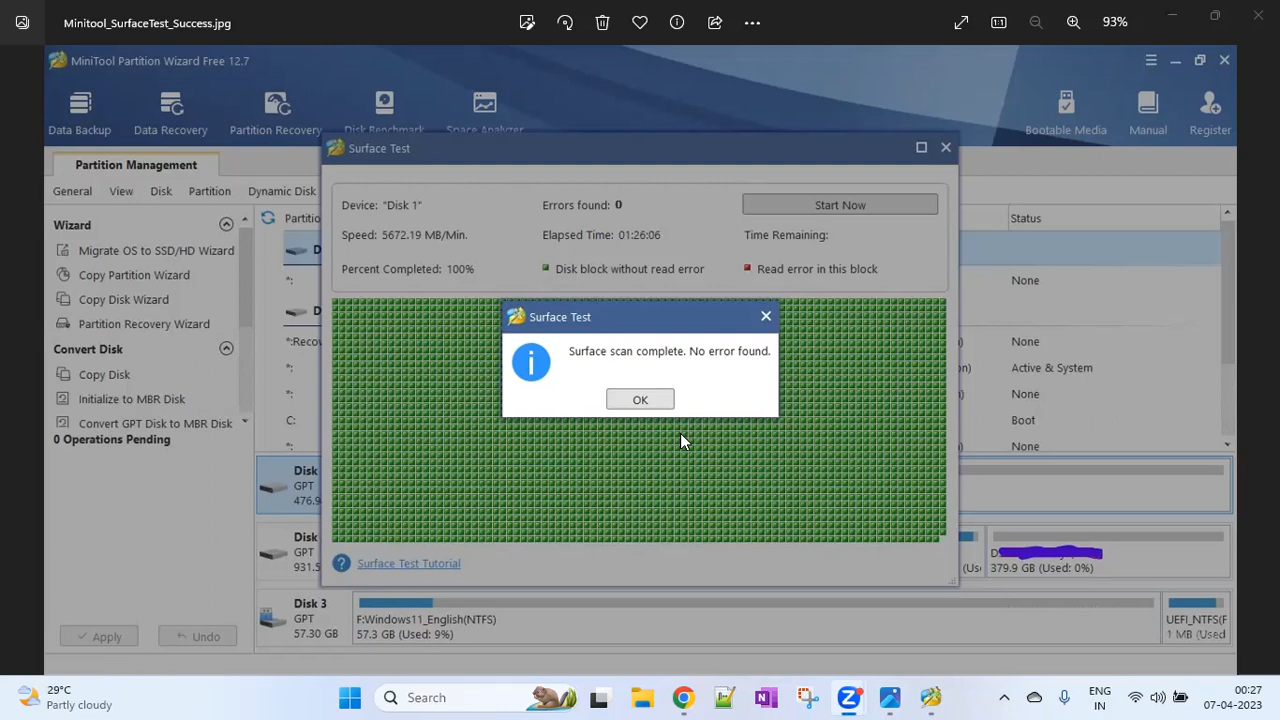 Minitool_SurfaceTest_Success.jpg
93%
MiniTool Partition Wizard Free 12.7
Data Backup
Data Recovery
Partition Recovery
Disk Benchmark
Space Analyzer
Bootable Media
Manual
Register
Partition Management
General
View
Disk
Partition
Dynamic Disk
Wizard
Migrate OS to SSD/HD Wizard
Copy Partition Wizard
Copy Disk Wizard
Partition Recovery Wizard
Convert Disk
Copy Disk
Initialize to MBR Disk
Convert GPT Disk to MBR Disk
0 Operations Pending
Apply
Undo
Status
None
None
Active & System
None
Boot
None
*:
*:Recov
*:
C:
*:
Surface Test
Device: "Disk 1"
Errors found: 0
Start Now
Speed: 5672.19 MB/Min.
Elapsed Time: 01:26:06
Time Remaining:
Percent Completed: 100%
Disk block without read error
Read error in this block
Surface Test
Surface scan complete. No error found.
OK
Surface Test Tutorial
Disk
GPT
476.9
Disk
GPT
931.5
379.9 GB (Used: 0%)
Disk 3
GPT
57.30 GB
F:Windows11_English(NTFS)
57.3 GB (Used: 9%)
UEFI_NTFS(F
1 MB (Used
29°C
Partly cloudy
Search
ENG
IN
00:27
07-04-2023